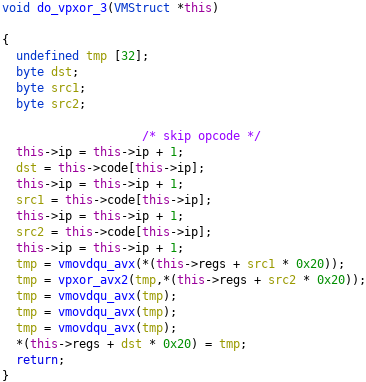 void do_vpxor_3(VMStruct *this)
{
undefined tmp [32];
byte dst;
byte src1;
byte src2;
/* skip opcode */
this->ip = this->ip + 1;
dst = this->code[this->ip];
this->ip = this->ip + 1;
src1 = this->code[this->ip];
this->ip = this->ip + 1;
src2 = this->code[this->ip];
this->ip = this->ip + 1;
tmp = vmovdqu_avx(*(this->regs + src1 * 0x20));
tmp = vpxor_avx2(tmp,*(this->regs + src2 * 0x20));
tmp = vmovdqu_avx(tmp);
tmp = vmovdqu_avx(tmp);
tmp = vmovdqu_avx(tmp);
*(this->regs + dst * 0x20) = tmp;
return;
}